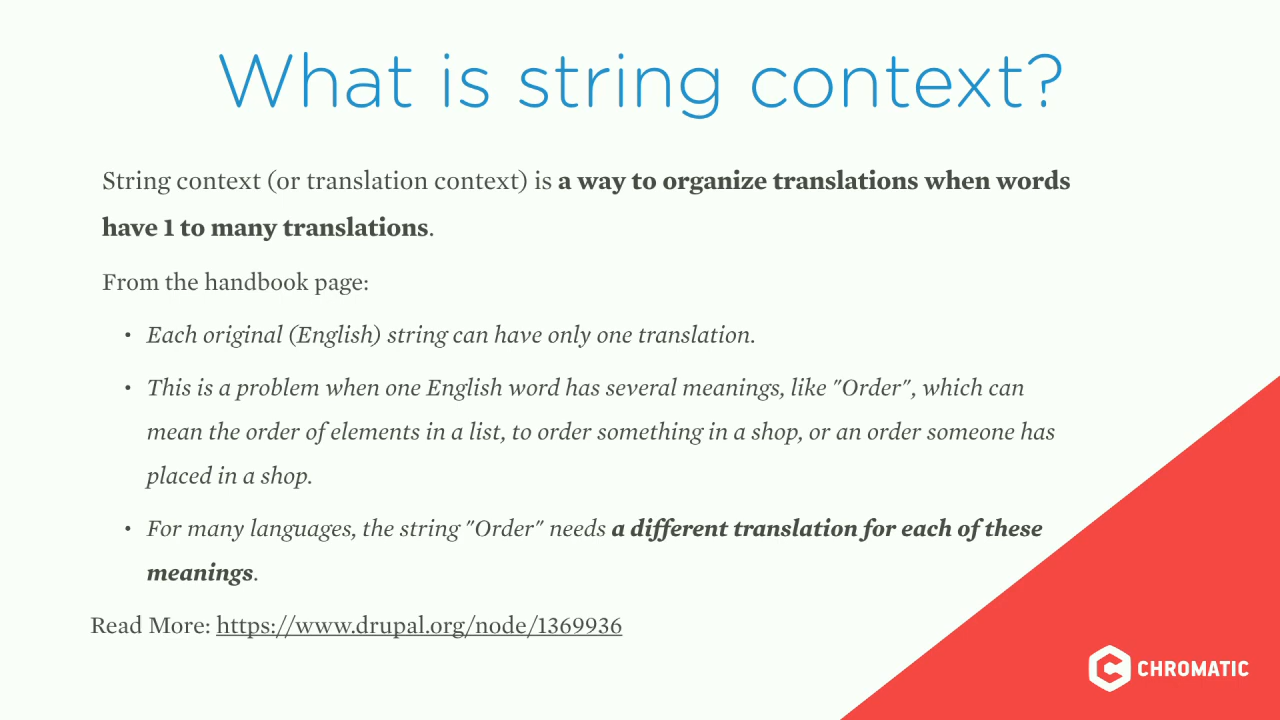 What is string context?
String context (or translation context) is a way to organize translations when words
have 1 to many translations.
From the handbook page:
• Each original (English) string can have only one translation.
• This is a problem when one English word has several meanings, like "Order", which can
mean the order of elements in a list, to order something in a shop, or an order someone has
placed in a shop.
• For many languages, the string "Order" needs a different translation for each of these
meanings.
Read More: https://www.drupal.org/node/1369936
CHROMATIC